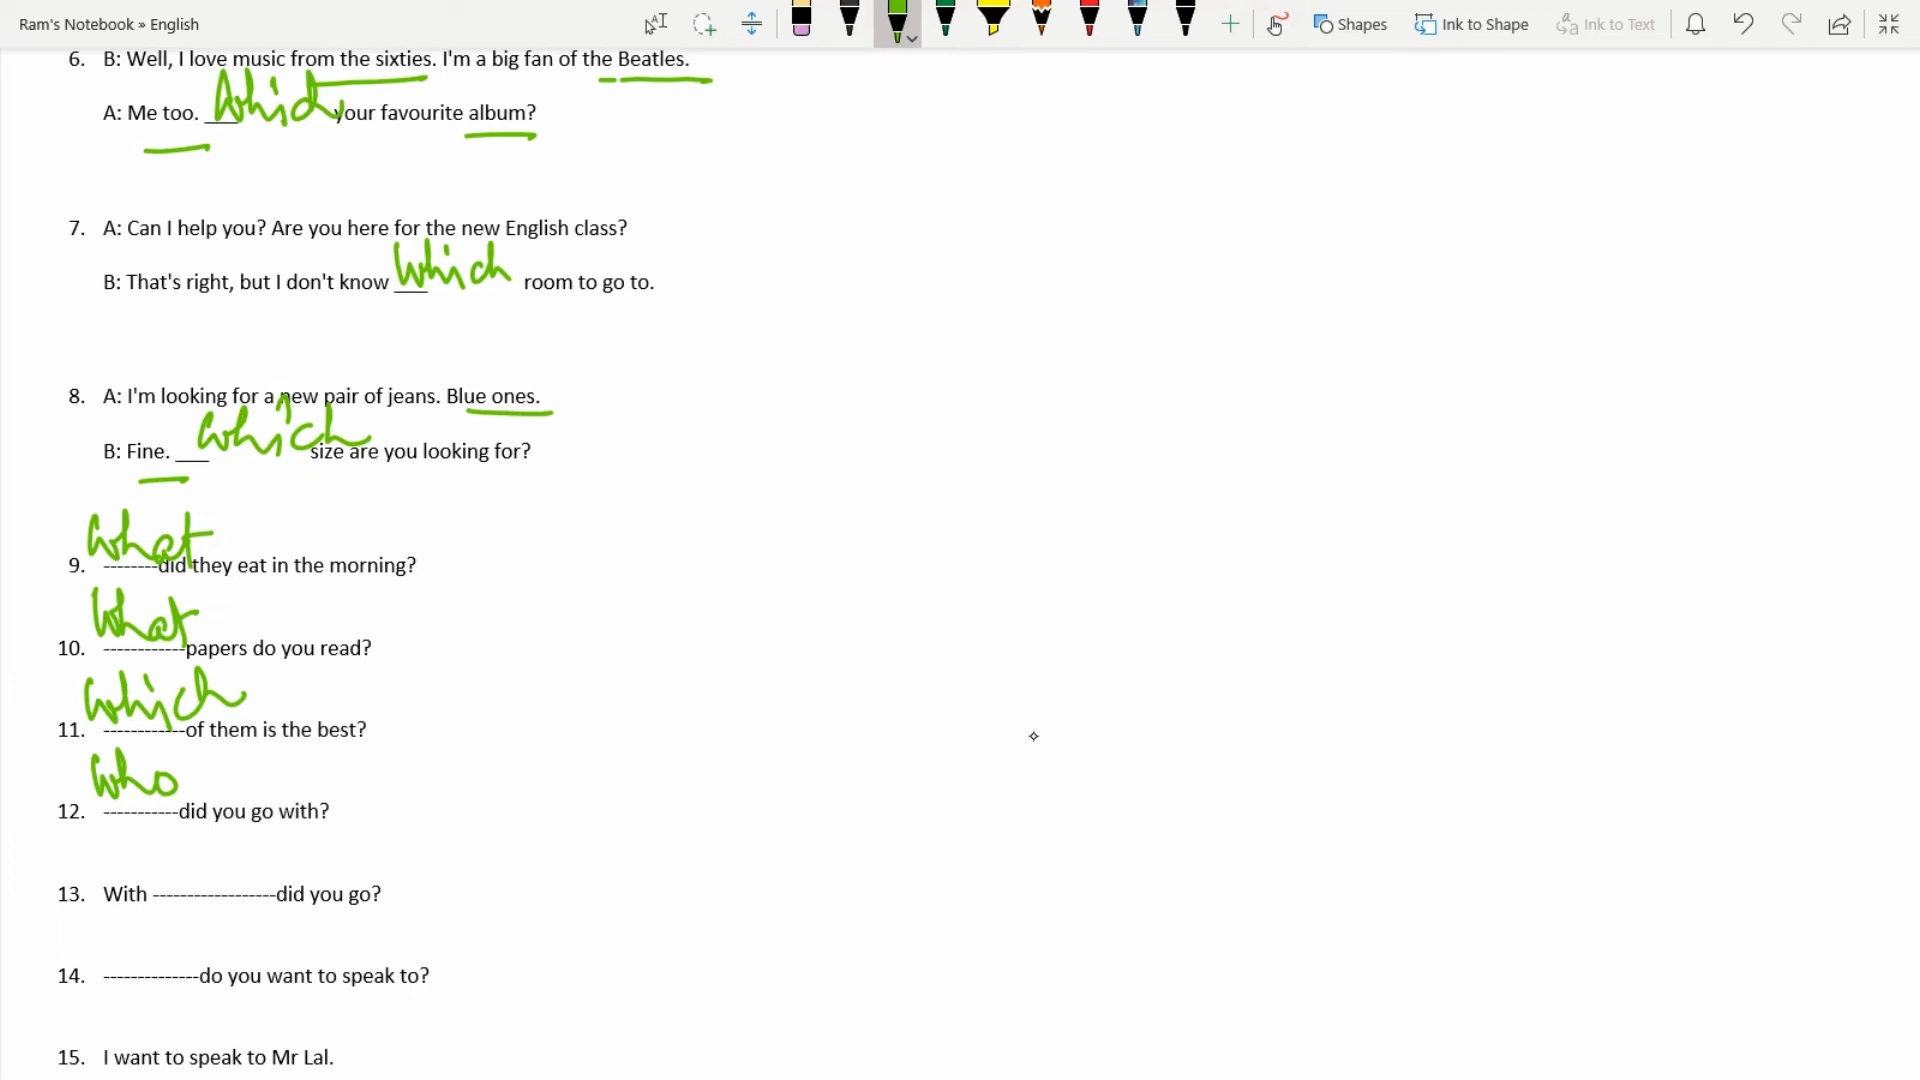 Ram's Notebook » English
Shapes
Ink to Shape
Ink to Text
6. B: Well, I love music from the sixties. I'm a big fan of the Beatles.
A: Me too. ___ Which your favourite album?
7. A: Can I help you? Are you here for the new English class?
B: That's right, but I don't know ___ Which room to go to.
8. A: I'm looking for a new pair of jeans. Blue ones.
B: Fine. ___ which size are you looking for?
what
9. --------did they eat in the morning?
What
10. ------------papers do you read?
which
11. ------------of them is the best?
who
12. -----------did you go with?
13. With ------------------did you go?
14. --------------do you want to speak to?
15. I want to speak to Mr Lal.